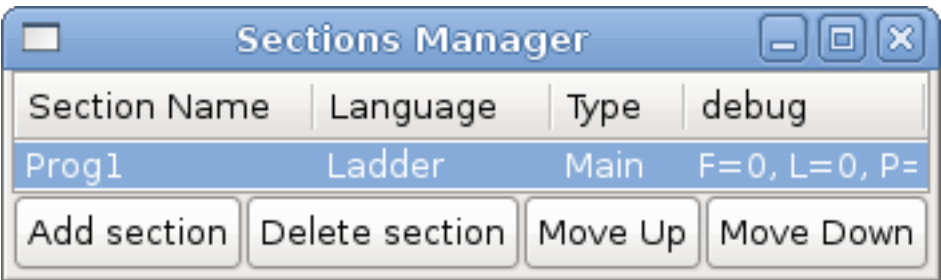 Sections Manager
Section Name Language Type debug
Prog1 Ladder Main F=0, L=0, P=
Add section Delete section Move Up Move Down